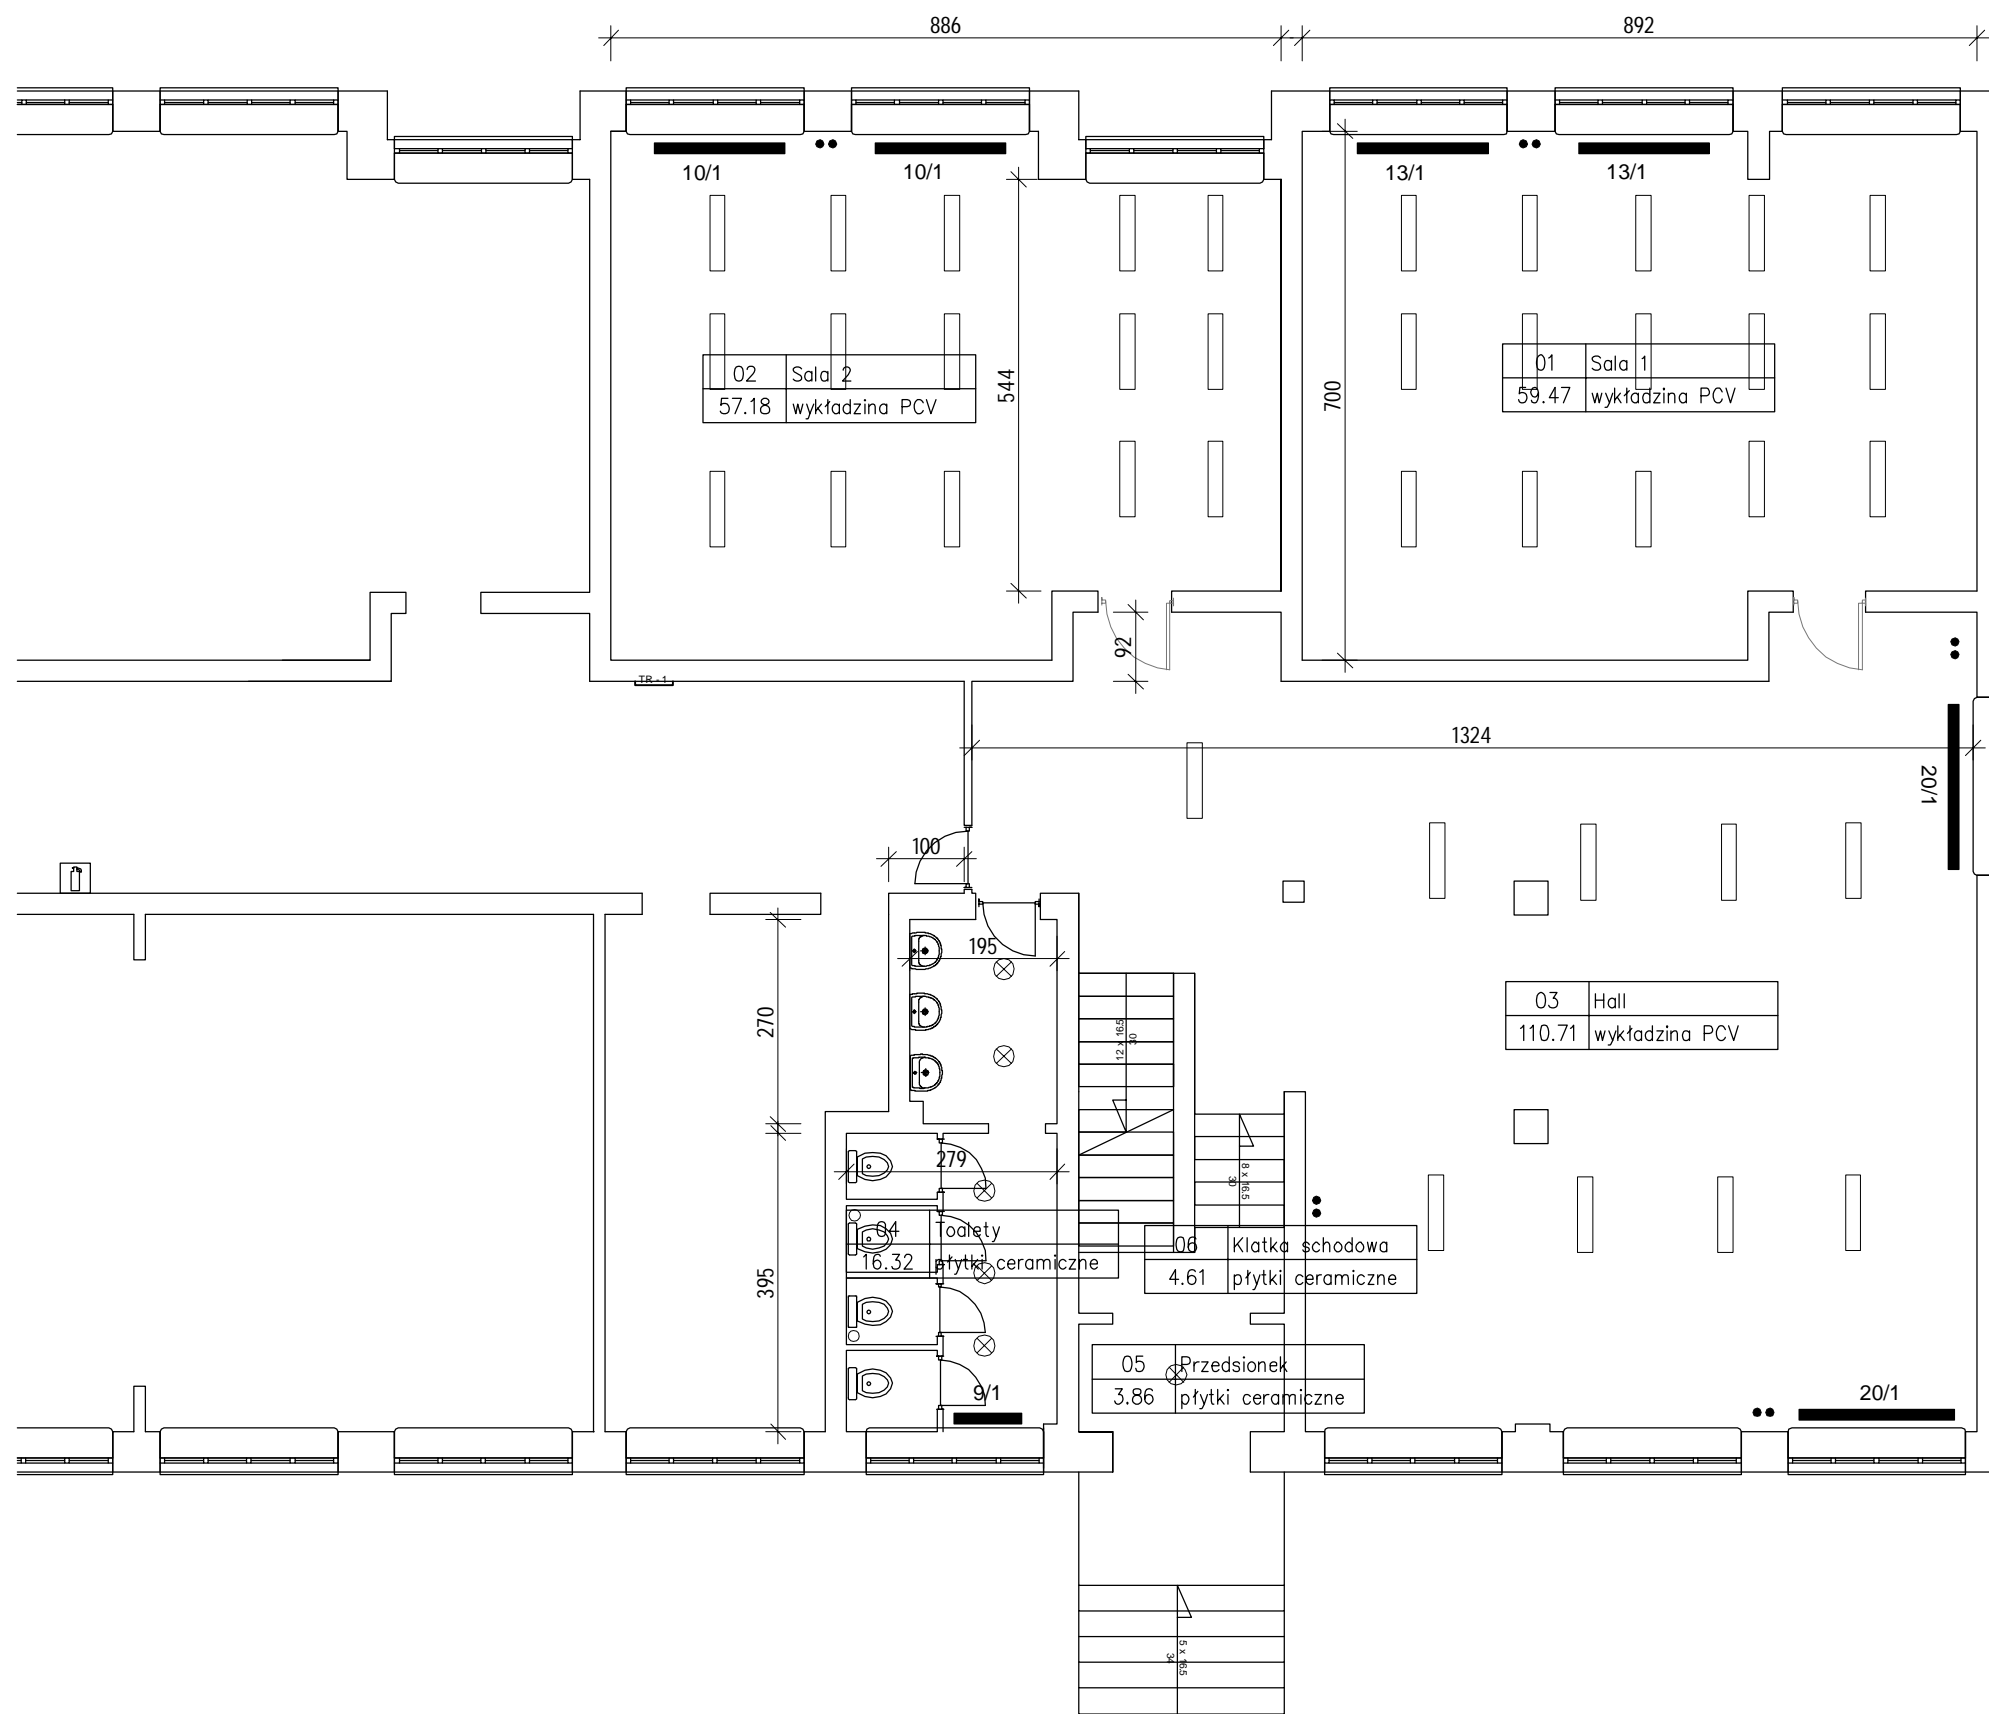 886
892
10/1
10/1
13/1
13/1
02 Sala 2
57.18 wykładzina PCV
544
700
01 Sala 1
59.47 wykładzina PCV
92
TR-1
1324
20/1
100
195
270
12 x 16.5
30
03 Hall
110.71 wykładzina PCV
279
8 x 16.5
30
04 Toalety
16.32 płytki ceramiczne
06 Klatka schodowa
4.61 płytki ceramiczne
395
05 Przedsionek
3.86 płytki ceramiczne
9/1
20/1
5 x 16.5
34